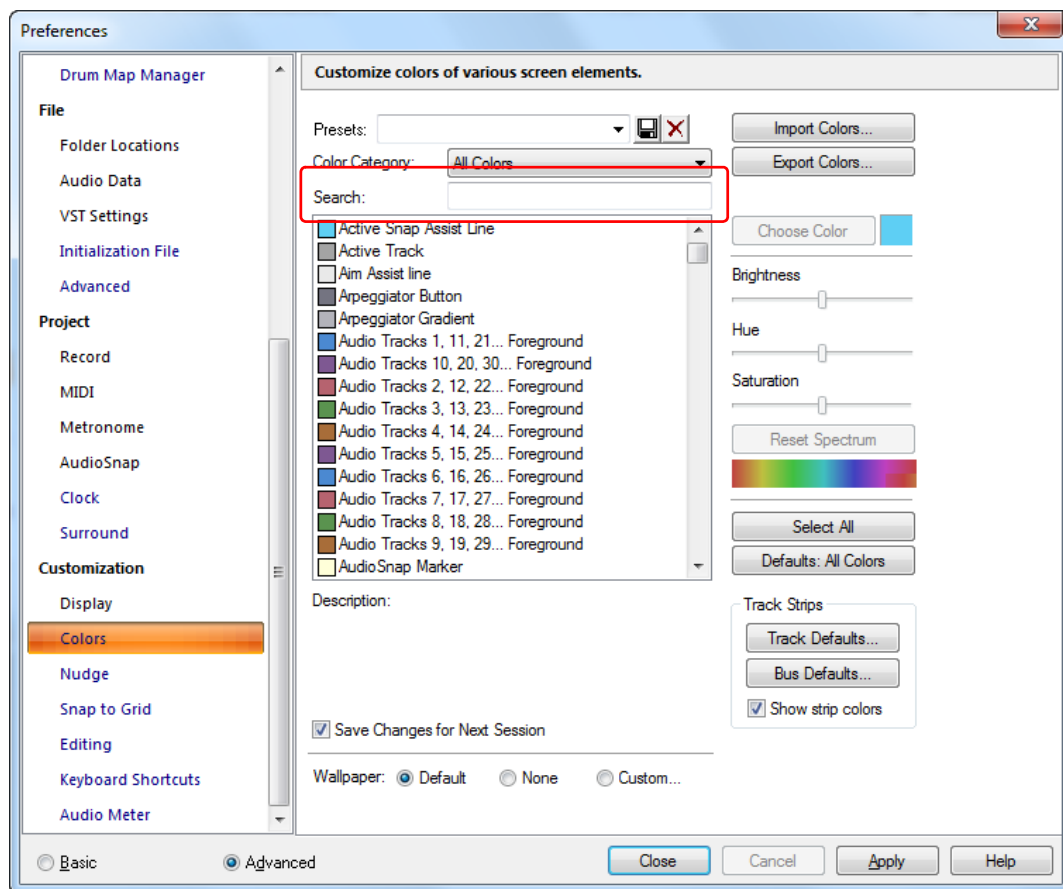 Preferences
Drum Map Manager
File
Folder Locations
Audio Data
VST Settings
Initialization File
Advanced
Project
Record
MIDI
Metronome
AudioSnap
Clock
Surround
Customization
Display
Colors
Nudge
Snap to Grid
Editing
Keyboard Shortcuts
Audio Meter
Basic
Advanced
Customize colors of various screen elements.
Presets:
Color Category: All Colors
Search:
Active Snap Assist Line
Active Track
Aim Assist line
Arpeggiator Button
Arpeggiator Gradient
Audio Tracks 1, 11, 21... Foreground
Audio Tracks 10, 20, 30... Foreground
Audio Tracks 2, 12, 22... Foreground
Audio Tracks 3, 13, 23... Foreground
Audio Tracks 4, 14, 24... Foreground
Audio Tracks 5, 15, 25... Foreground
Audio Tracks 6, 16, 26... Foreground
Audio Tracks 7, 17, 27... Foreground
Audio Tracks 8, 18, 28... Foreground
Audio Tracks 9, 19, 29... Foreground
AudioSnap Marker
Description:
Save Changes for Next Session
Wallpaper: Default None Custom...
Import Colors...
Export Colors...
Choose Color
Brightness
Hue
Saturation
Reset Spectrum
Select All
Defaults: All Colors
Track Strips
Track Defaults...
Bus Defaults...
Show strip colors
Close Cancel Apply Help